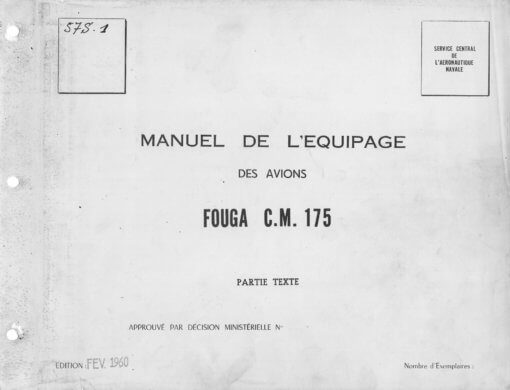 575.1
SERVICE CENTRAL
DE
L'AERONAUTIQUE
NAVALE
MANUEL DE L'EQUIPAGE
DES AVIONS
FOUGA C.M. 175
PARTIE TEXTE
APPROUVÉ PAR DÉCISION MINISTÉRIELLE N°
EDITION : FEV. 1960
Nombre d'Exemplaires :